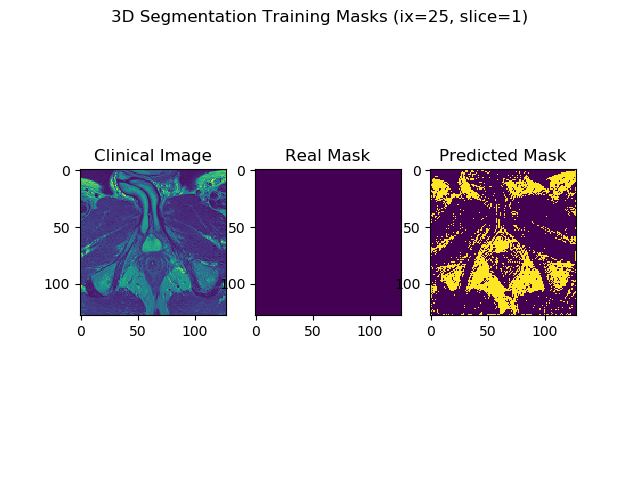 3D Segmentation Training Masks (ix=25, slice=1)
Clinical Image Real Mask Predicted Mask
0 0 0
50 50 50
100 100 100
0 50 100 0 50 100 0 50 100